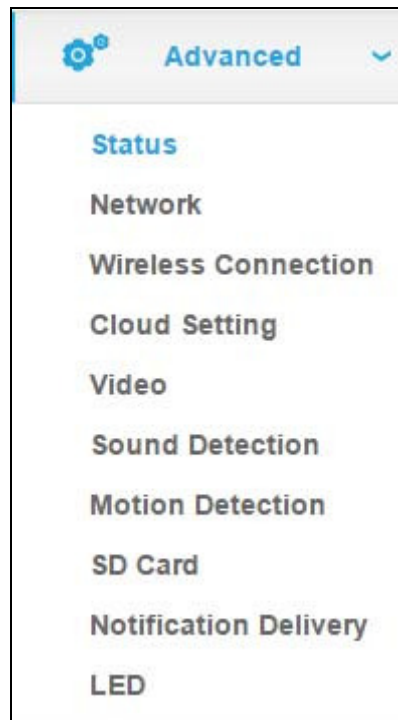 Advanced
Status
Network
Wireless Connection
Cloud Setting
Video
Sound Detection
Motion Detection
SD Card
Notification Delivery
LED